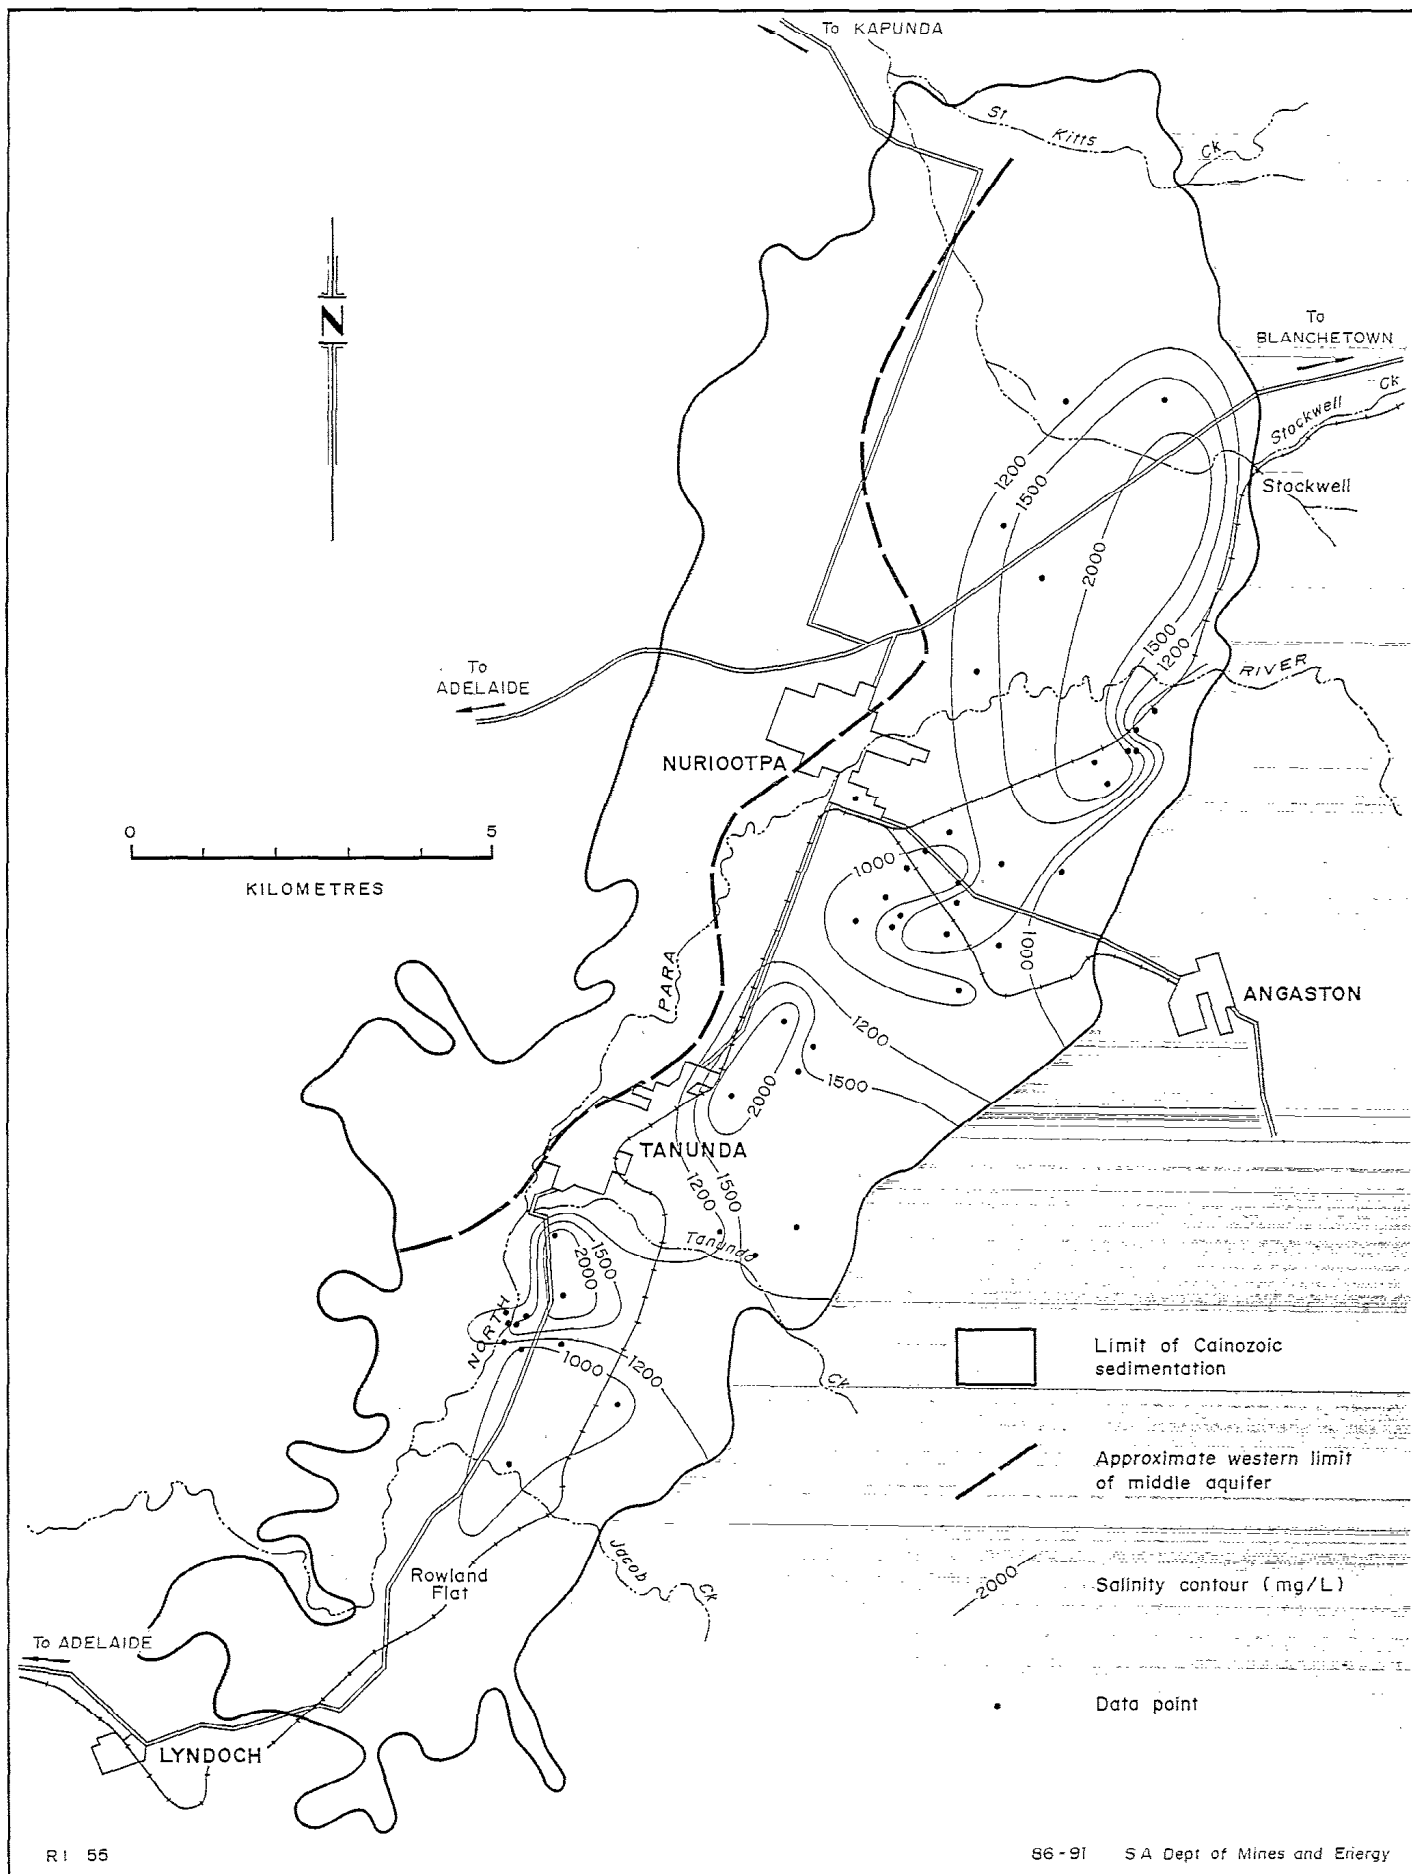 To KAPUNDA
St
Kitts
Ck
N
To
BLANCHETOWN
Ck
Stockwell
Stockwell
1200
1500
2000
1500
1200
RIVER
To
ADELAIDE
NURIOOTPA
0
5
KILOMETRES
1000
1000
PARA
ANGASTON
1200
1500
2000
TANUNDA
1200
1500
Tanunda
1500
2000
NORTH
1000
1200
Ck
Limit of Cainozoic
sedimentation
Approximate western limit
of middle aquifer
Jacob
Ck
Rowland
Flat
2000
Salinity contour (mg/L)
To ADELAIDE
Data point
LYNDOCH
RI 55
86-91 SA Dept of Mines and Energy